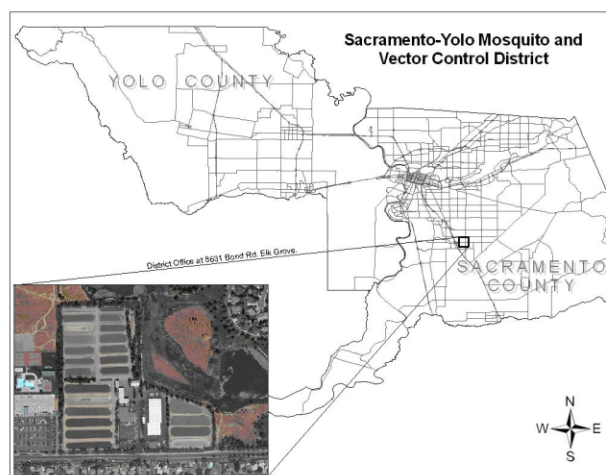 Sacramento-Yolo Mosquito and
Vector Control District
YOLO COUNTY
District Office at 8631 Bond Rd. Elk Grove.
SACRAMENTO
COUNTY
N
W E
S